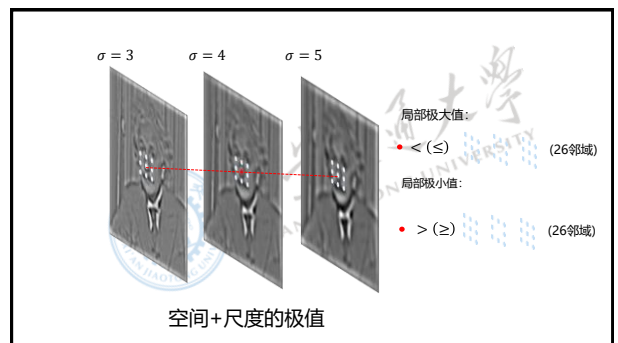 σ = 3
σ = 4
σ = 5
局部极大值:
< (≤)
(26邻域)
局部极小值:
> (≥)
(26邻域)
空间+尺度的极值